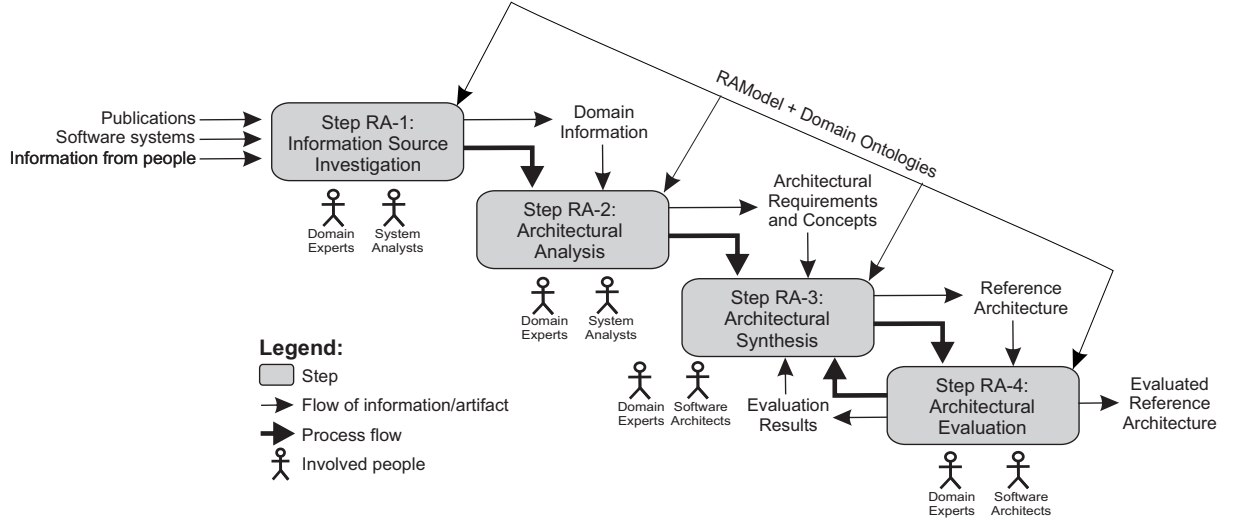 RAModel + Domain Ontologies
Publications
Software systems
Information from people
Step RA-1:
Information Source
Investigation
Domain
Information
Domain
Experts
System
Analysts
Step RA-2:
Architectural
Analysis
Architectural
Requirements
and Concepts
Domain
Experts
System
Analysts
Step RA-3:
Architectural
Synthesis
Reference
Architecture
Domain
Experts
Software
Architects
Evaluation
Results
Step RA-4:
Architectural
Evaluation
Evaluated
Reference
Architecture
Domain
Experts
Software
Architects
Legend:
Step
Flow of information/artifact
Process flow
Involved people